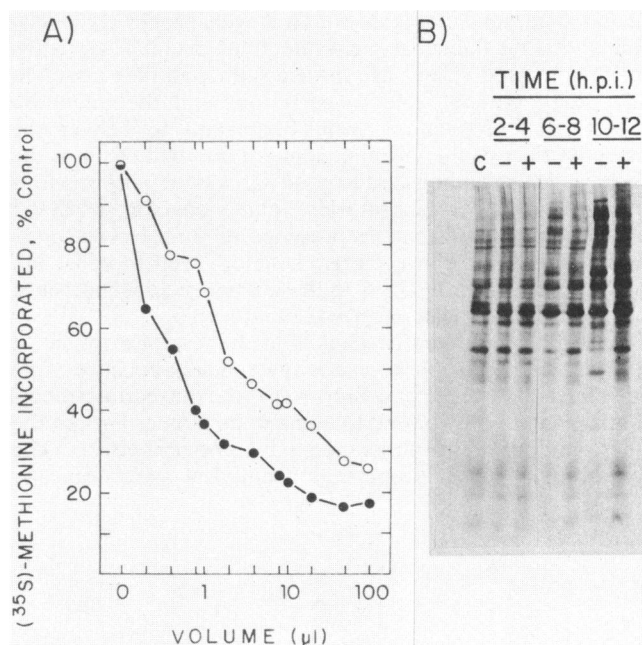 A)
(³⁵S)-METHIONINE INCORPORATED, % Control
100
80
60
40
20
0 1 10 100
VOLUME (µl)
B)
TIME (h.p.i.)
2-4 6-8 10-12
C - + - + - +